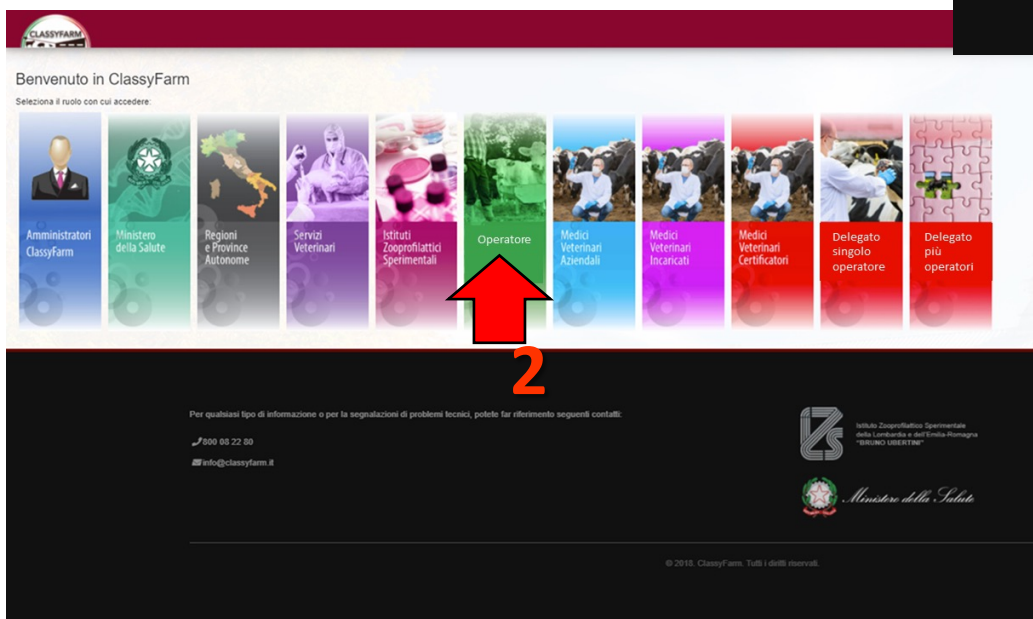 CLASSYFARM
Benvenuto in ClassyFarm
Seleziona il ruolo con cui accedere:
Amministratori
ClassyFarm
Ministero
della Salute
Regioni
e Province
Autonome
Servizi
Veterinari
Istituti
Zooprofilattici
Sperimentali
Operatore
Medici
Veterinari
Aziendali
Medici
Veterinari
Incaricati
Medici
Veterinari
Certificatori
Delegato
singolo
operatore
Delegato
più
operatori
2
Per qualsiasi tipo di informazione o per la segnalazioni di problemi tecnici, potete far riferimento seguenti contatti:
800 08 22 80
info@classyfarm.it
Istituto Zooprofilattico Sperimentale
della Lombardia e dell'Emilia-Romagna
"BRUNO UBERTINI"
Ministero della Salute
© 2018. ClassyFarm. Tutti i diritti riservati.